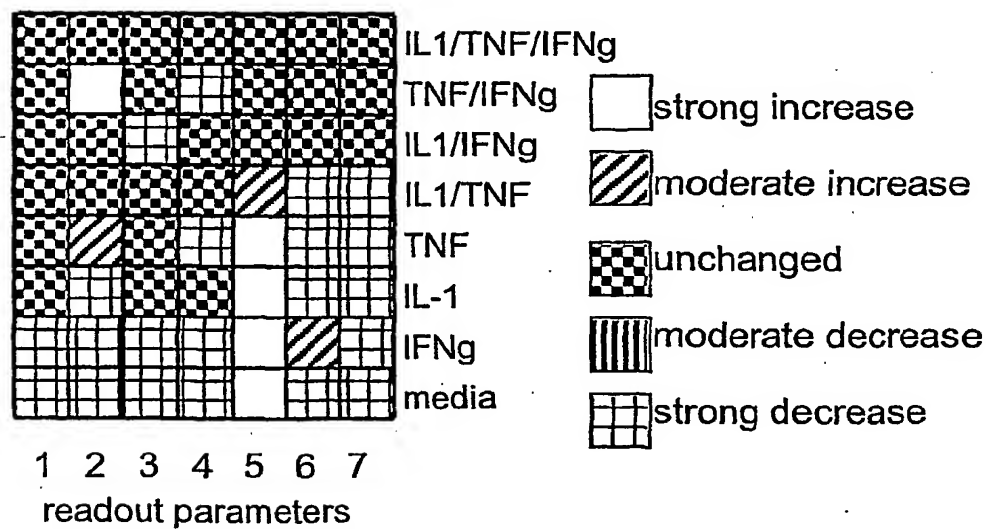 IL1/TNF/IFNg
TNF/IFNg
IL1/IFNg
IL1/TNF
TNF
IL-1
IFNg
media
strong increase
moderate increase
unchanged
moderate decrease
strong decrease
1 2 3 4 5 6 7
readout parameters